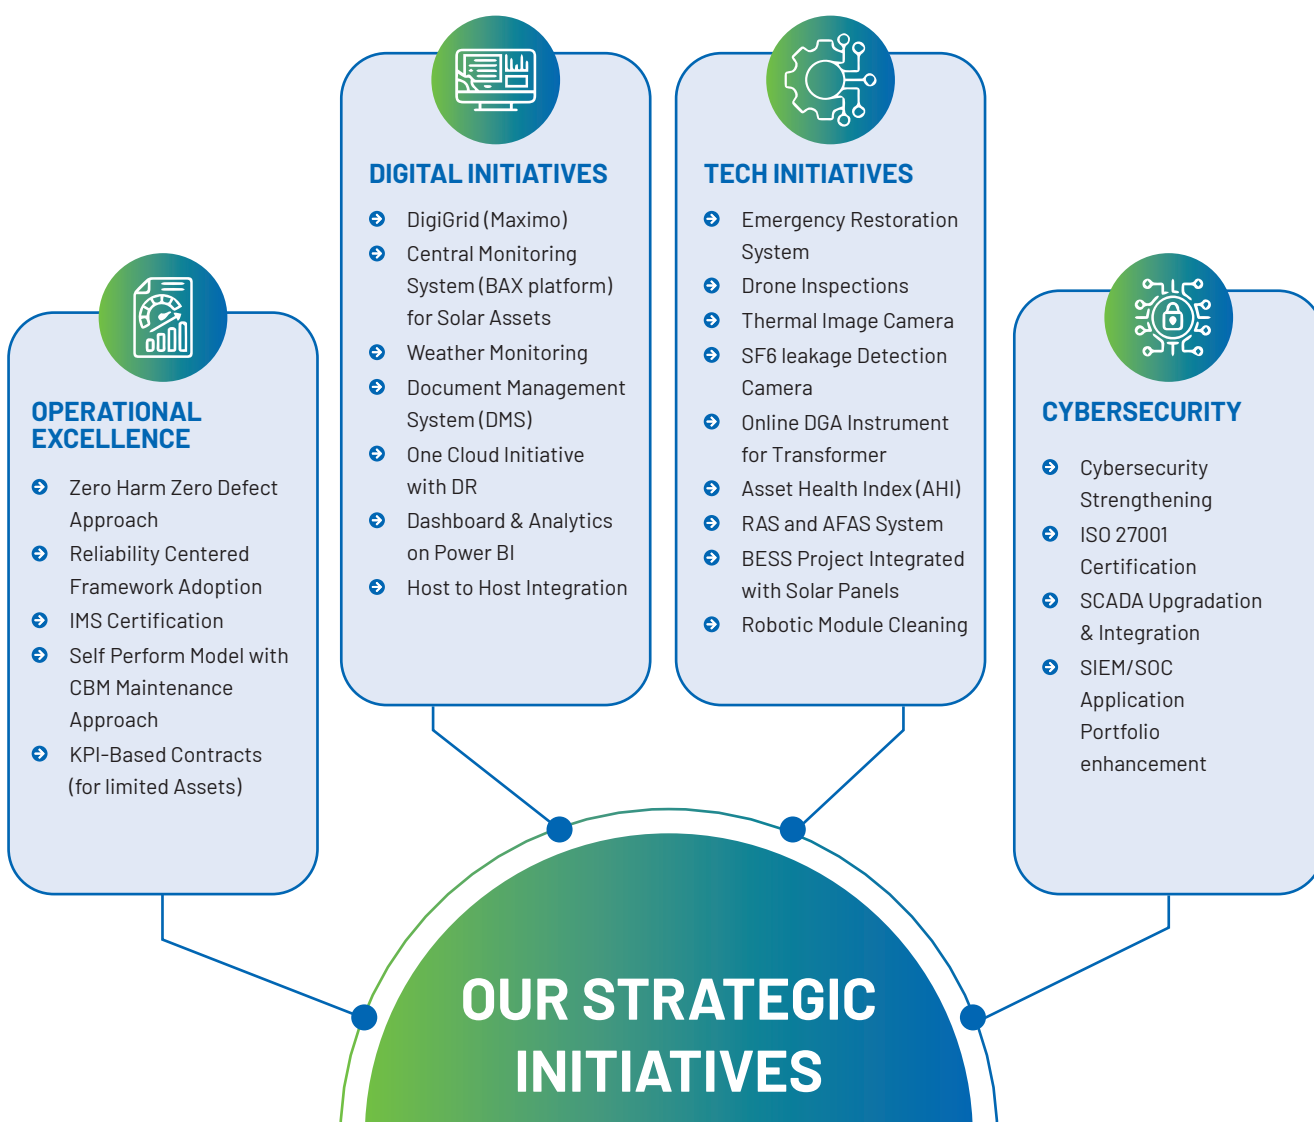 DIGITAL INITIATIVES
DigiGrid (Maximo)
Central Monitoring
System (BAX platform)
for Solar Assets
Weather Monitoring
Document Management
System (DMS)
One Cloud Initiative
with DR
Dashboard & Analytics
on Power BI
Host to Host Integration
TECH INITIATIVES
Emergency Restoration
System
Drone Inspections
Thermal Image Camera
SF6 leakage Detection
Camera
Online DGA Instrument
for Transformer
Asset Health Index (AHI)
RAS and AFAS System
BESS Project Integrated
with Solar Panels
Robotic Module Cleaning
OPERATIONAL
EXCELLENCE
Zero Harm Zero Defect
Approach
Reliability Centered
Framework Adoption
IMS Certification
Self Perform Model with
CBM Maintenance
Approach
KPI-Based Contracts
(for limited Assets)
CYBERSECURITY
Cybersecurity
Strengthening
ISO 27001
Certification
SCADA Upgradation
& Integration
SIEM/SOC
Application
Portfolio
enhancement
OUR STRATEGIC
INITIATIVES